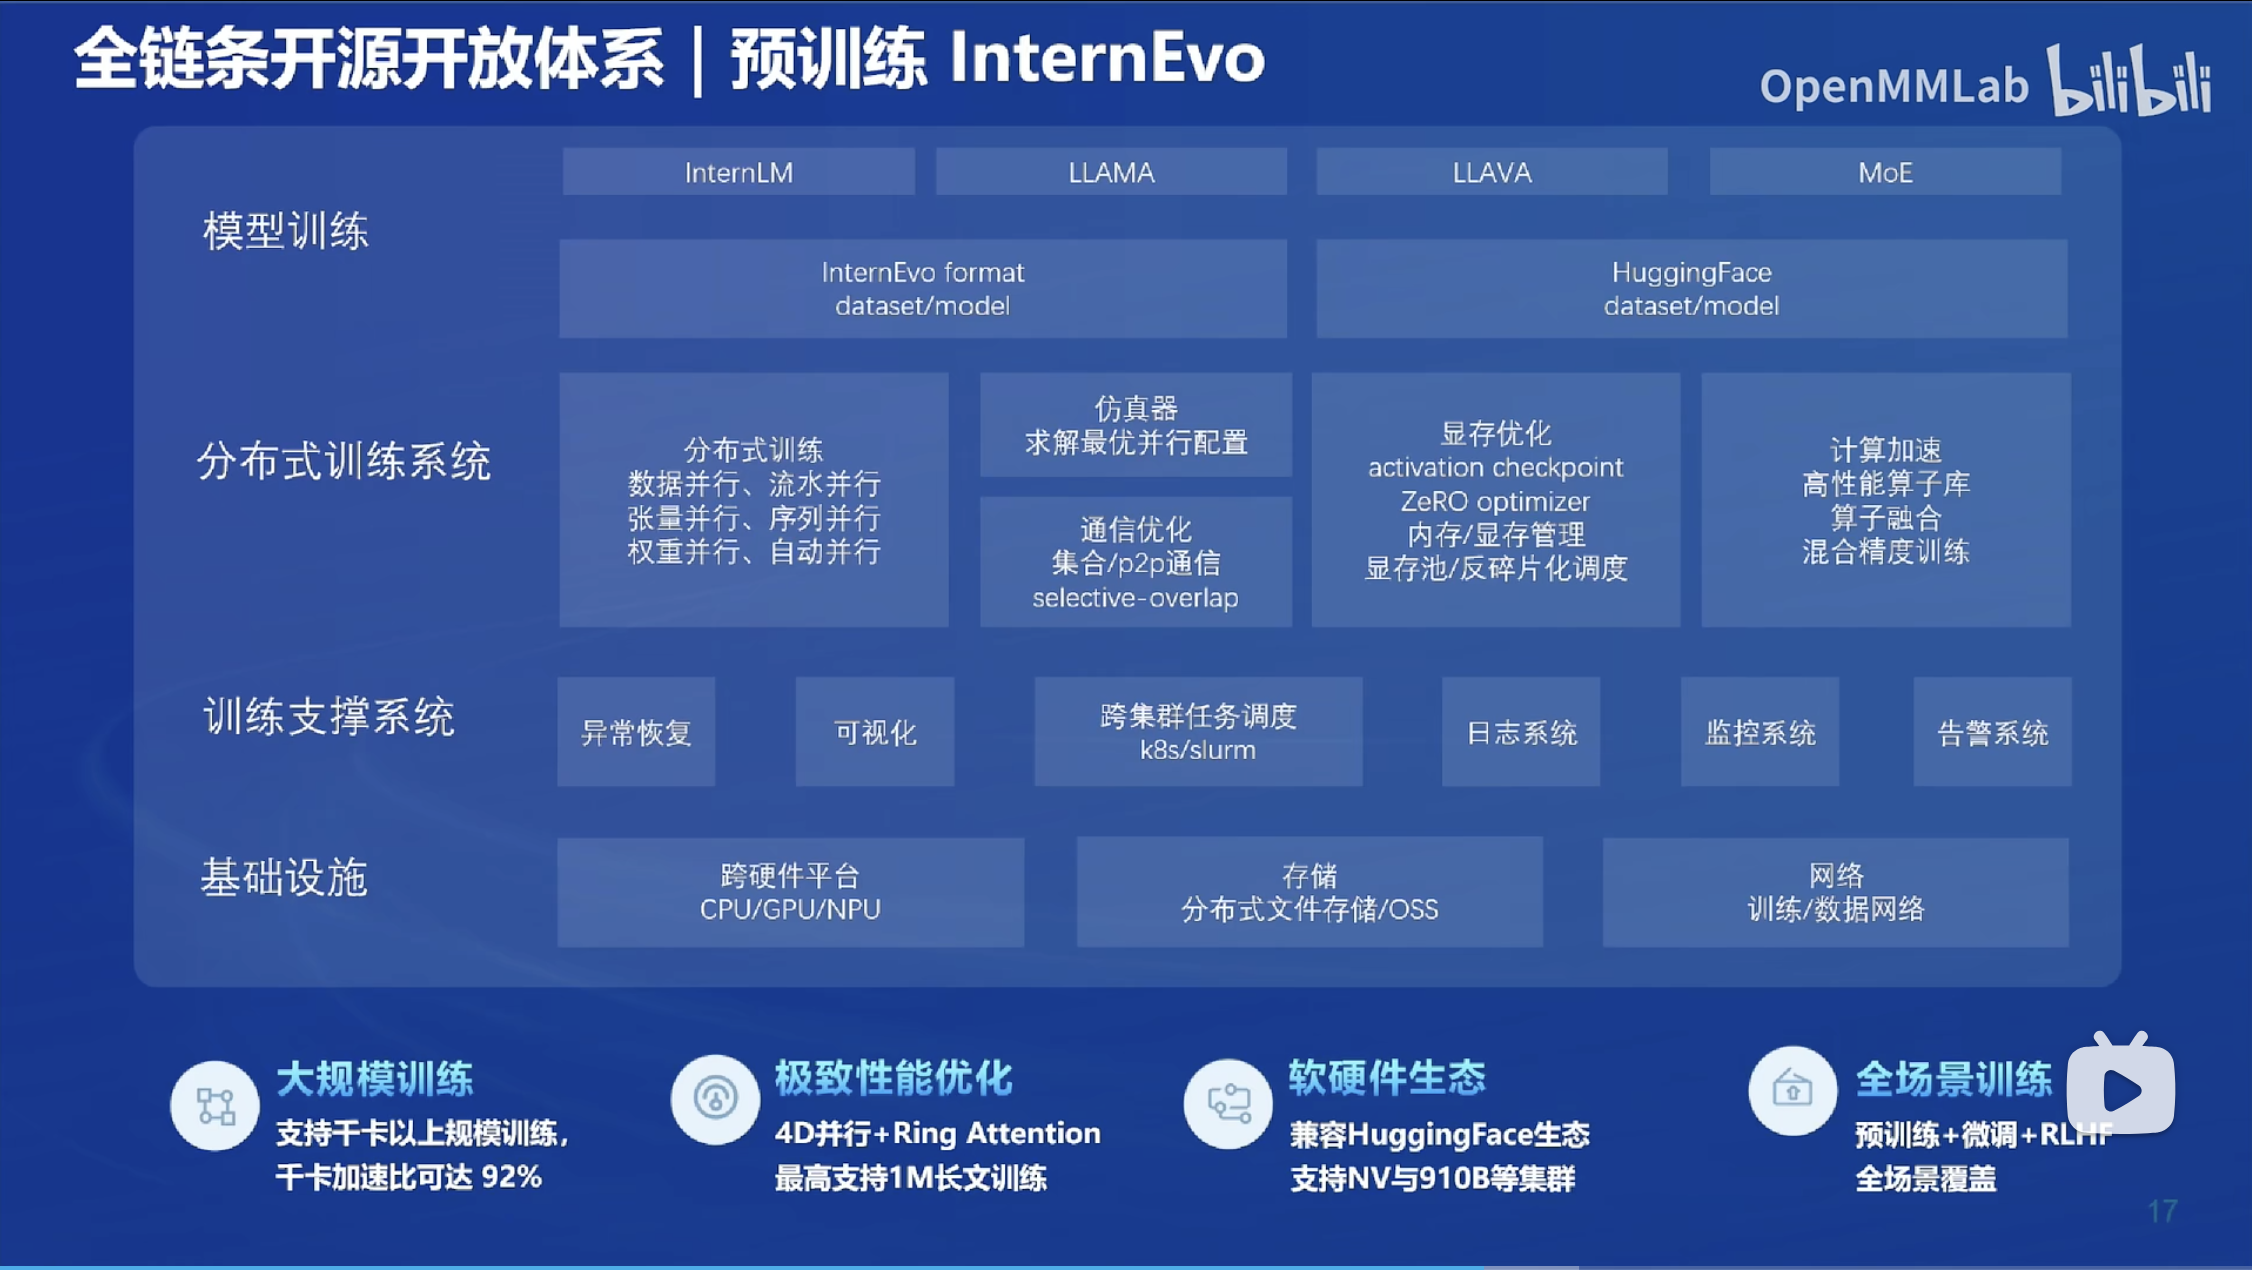 全链条开源开放体系 | 预训练 InternEvo
OpenMMLab bilibili
模型训练
InternLM
LLAMA
LLAVA
MoE
InternEvo format
dataset/model
HuggingFace
dataset/model
分布式训练系统
分布式训练
数据并行、流水并行
张量并行、序列并行
权重并行、自动并行
仿真器
求解最优并行配置
通信优化
集合/p2p通信
selective-overlap
显存优化
activation checkpoint
ZeRO optimizer
内存/显存管理
显存池/反碎片化调度
计算加速
高性能算子库
算子融合
混合精度训练
训练支撑系统
异常恢复
可视化
跨集群任务调度
k8s/slurm
日志系统
监控系统
告警系统
基础设施
跨硬件平台
CPU/GPU/NPU
存储
分布式文件存储/OSS
网络
训练/数据网络
大规模训练
支持千卡以上规模训练，
千卡加速比可达 92%
极致性能优化
4D并行+Ring Attention
最高支持1M长文训练
软硬件生态
兼容HuggingFace生态
支持NV与910B等集群
全场景训练
预训练+微调+RLHF
全场景覆盖
17